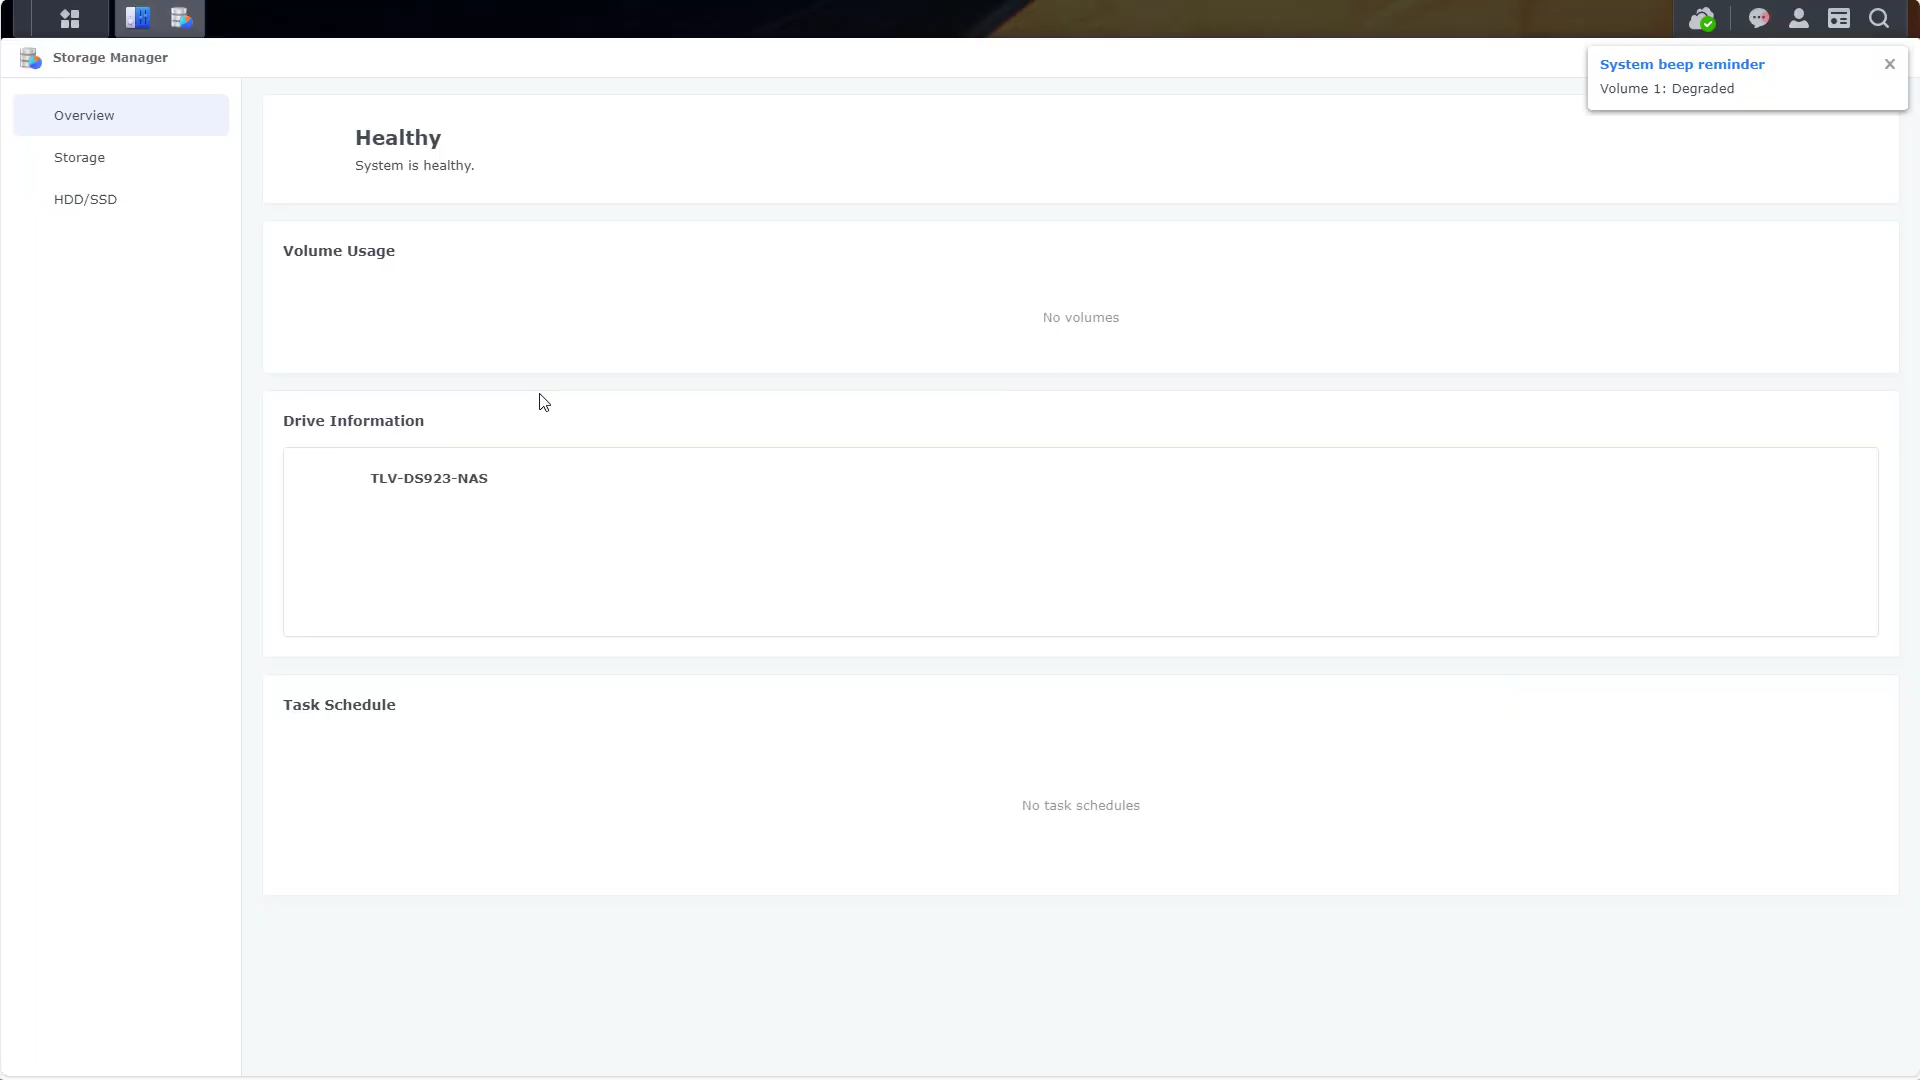 Storage Manager
System beep reminder
Volume 1: Degraded
Overview
Storage
HDD/SSD
Healthy
System is healthy.
Volume Usage
No volumes
Drive Information
TLV-DS923-NAS
Task Schedule
No task schedules